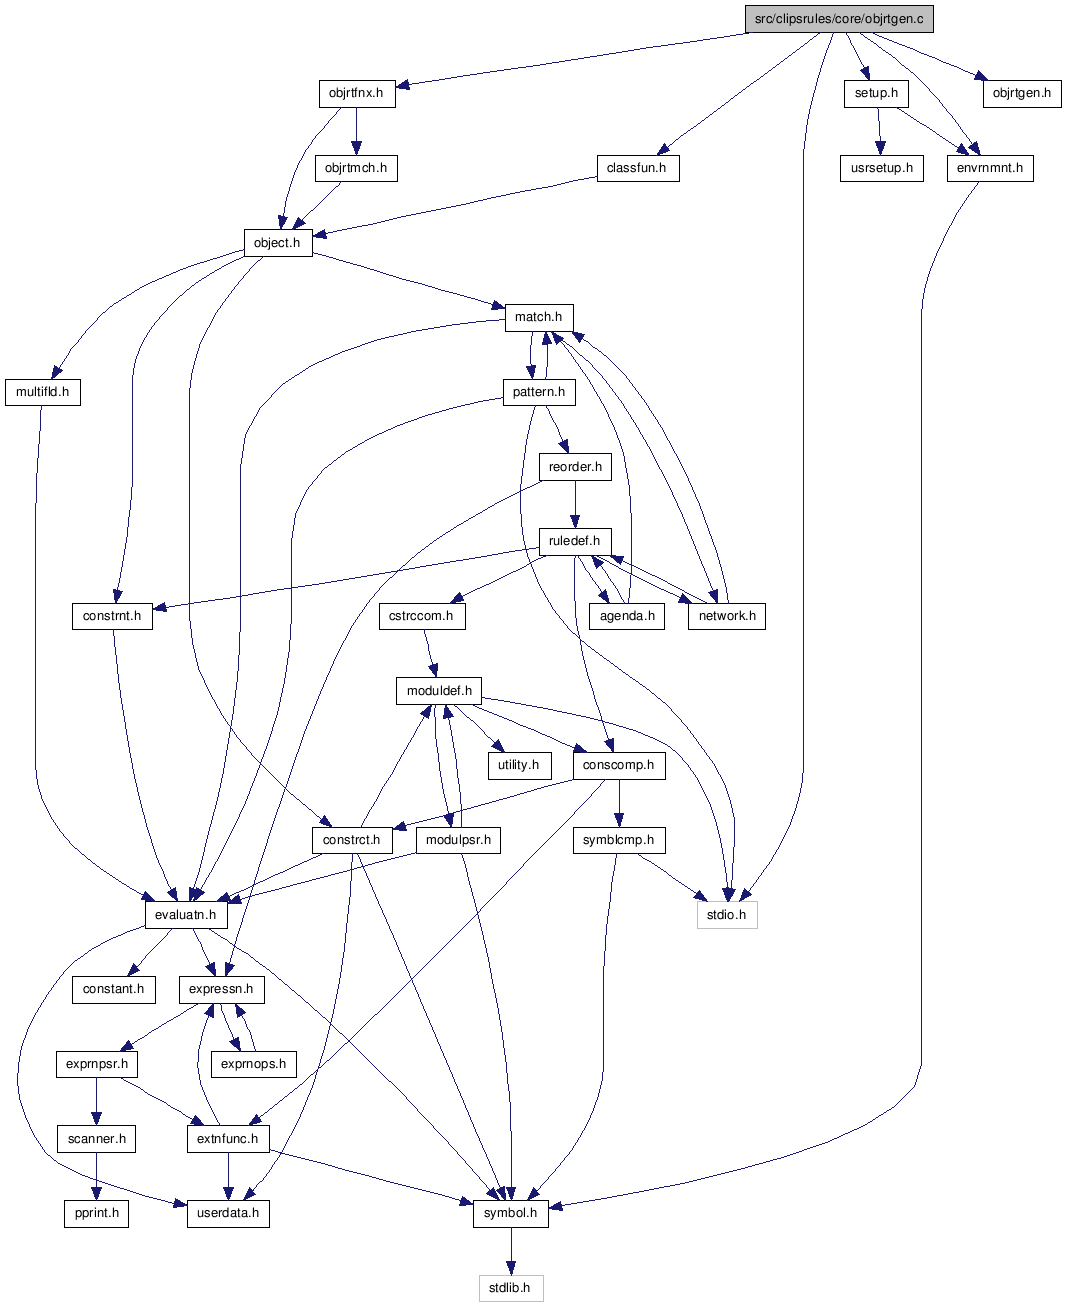 src/clipsrules/core/objrtgen.c
objrtfnx.h
setup.h
objrtgen.h
objrtmch.h
classfun.h
usrsetup.h
envrnmnt.h
object.h
match.h
multifld.h
pattern.h
reorder.h
ruledef.h
constrnt.h
cstrccom.h
agenda.h
network.h
moduldef.h
utility.h
conscomp.h
constrct.h
modulpsr.h
symblcmp.h
evaluatn.h
stdio.h
constant.h
expressn.h
exprnpsr.h
exprnops.h
scanner.h
extnfunc.h
pprint.h
userdata.h
symbol.h
stdlib.h